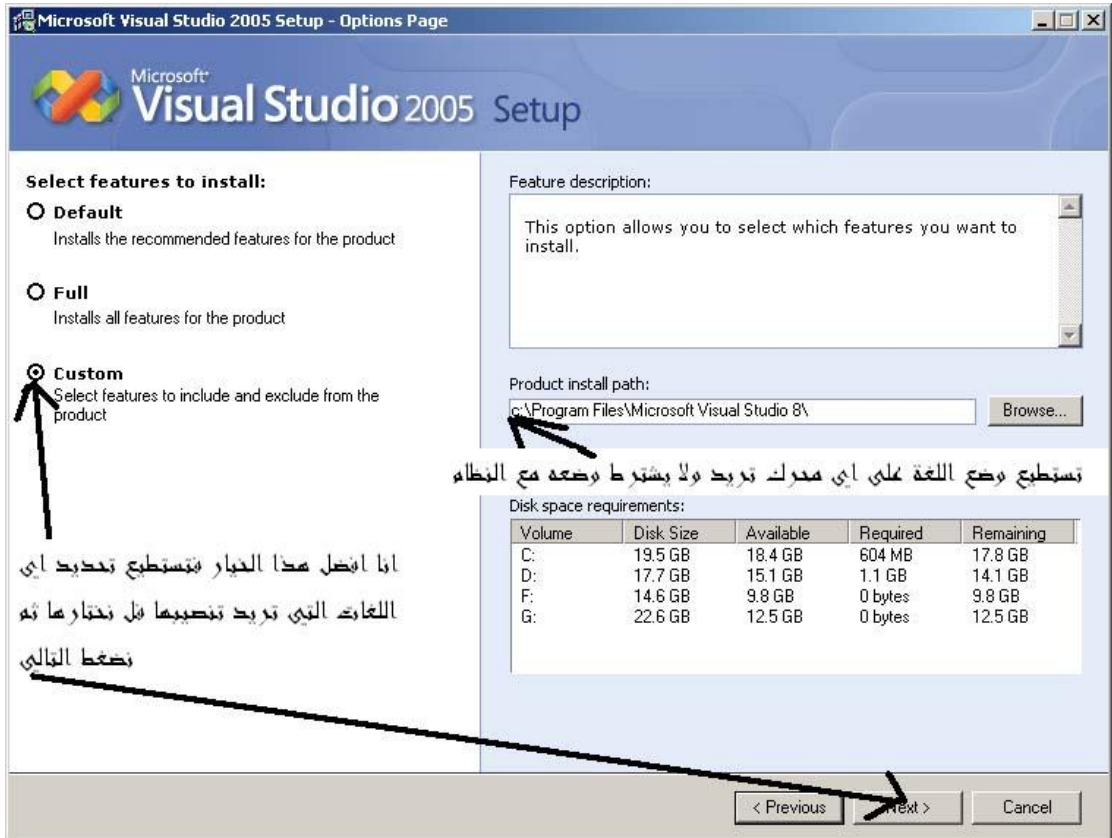 Microsoft Visual Studio 2005 Setup - Options Page
Microsoft
Visual Studio 2005 Setup
Select features to install:
Default
Installs the recommended features for the product
Full
Installs all features for the product
Custom
Select features to include and exclude from the
product
انا افضل هذا الخيار فتستطيع تحديد اي
اللغات التي تريد تنصيبها فل نختارها ثم
نضغط التالي
Feature description:
This option allows you to select which features you want to
install.
Product install path:
c:\Program Files\Microsoft Visual Studio 8\
Browse...
تستطيع وضع اللغة على اي محرك تريد ولا يشترط وضعه مع النظام
Disk space requirements:
Volume Disk Size Available Required Remaining
C: 19.5 GB 18.4 GB 604 MB 17.8 GB
D: 17.7 GB 15.1 GB 1.1 GB 14.1 GB
F: 14.6 GB 9.8 GB 0 bytes 9.8 GB
G: 22.6 GB 12.5 GB 0 bytes 12.5 GB
< Previous Next > Cancel